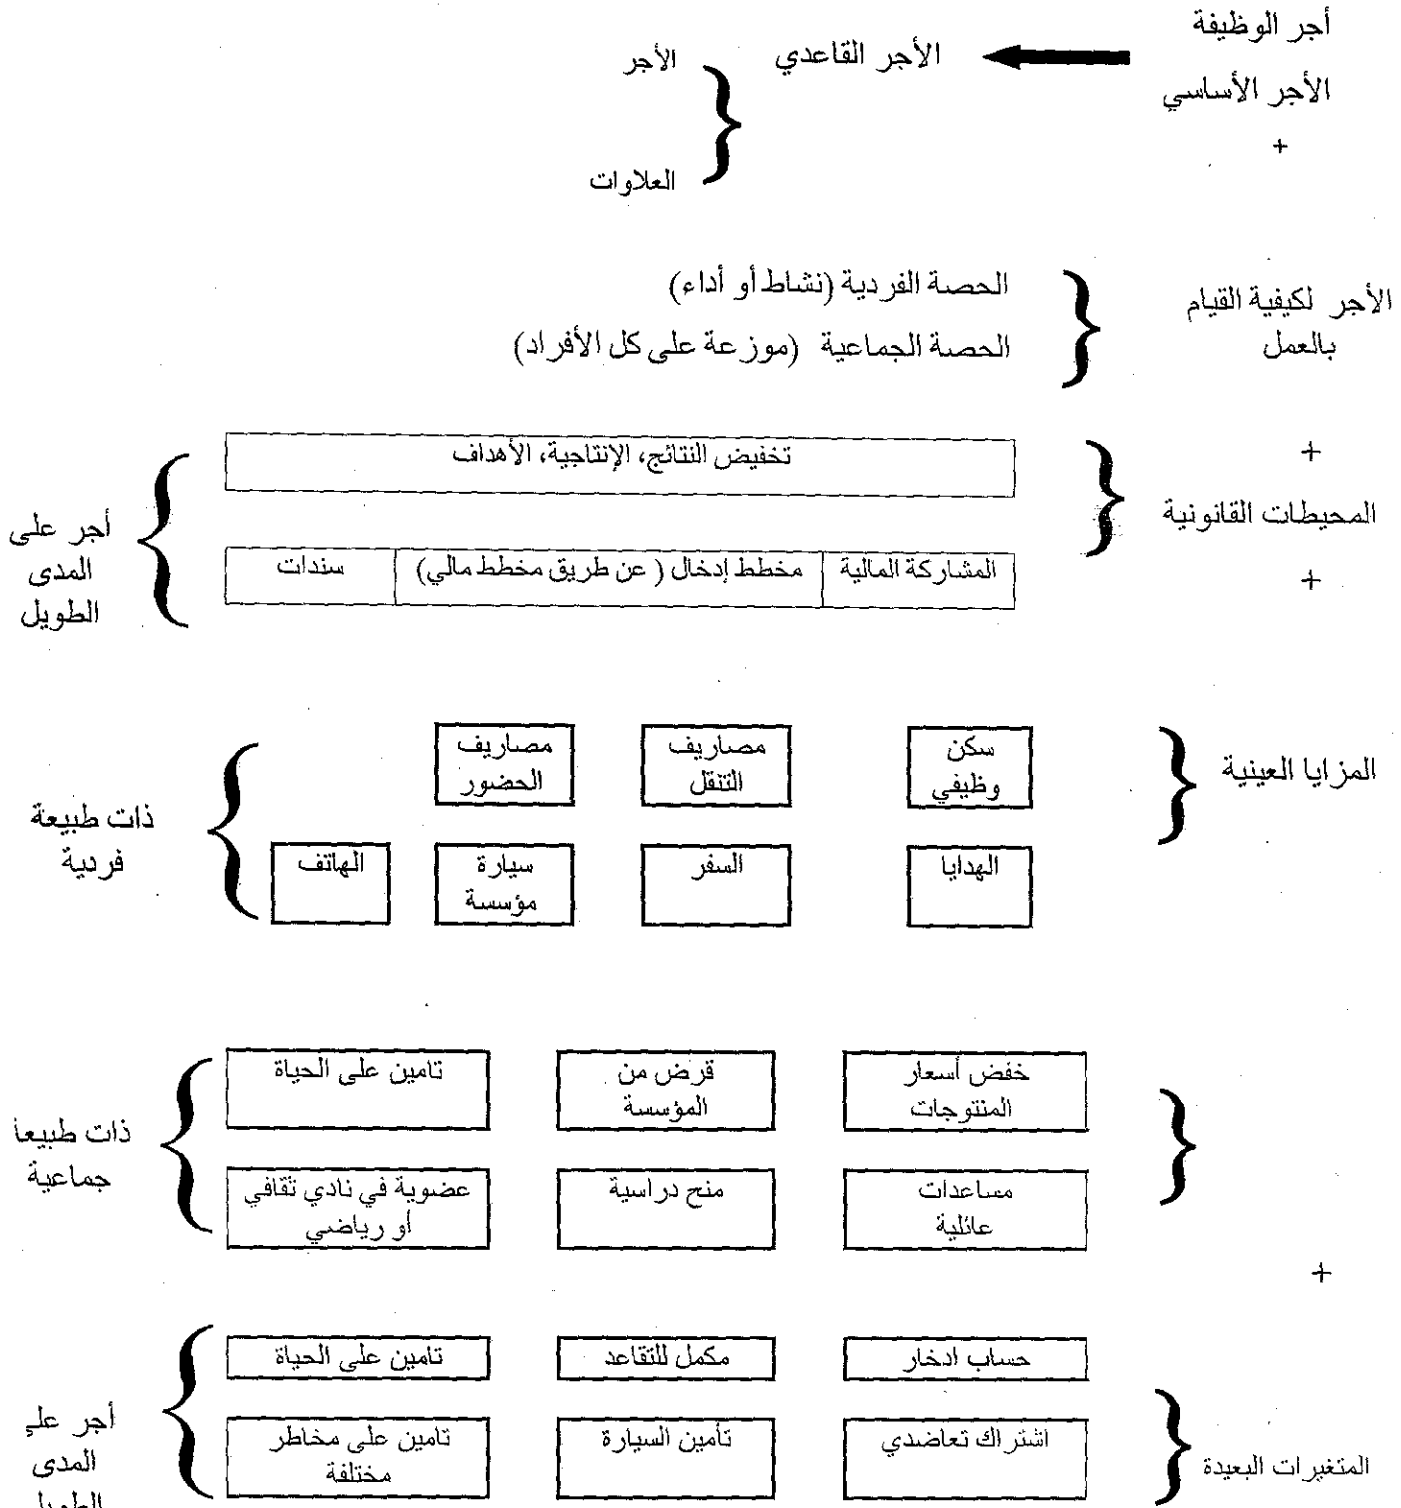 أجر الوظيفة
الأجر القاعدي
الأجر
الأجر الأساسي
+
العلاوات
الأجر لكيفية القيام
بالعمل
الحصة الفردية (نشاط أو أداء)
الحصة الجماعية (موزعة على كل الأفراد)
+
المحيطات القانونية
+
تخفيض النتائج، الإنتاجية، الأهداف
المشاركة المالية
مخطط إدخال ( عن طريق مخطط مالي)
سندات
أجر على
المدى
الطويل
المزايا العينية
سكن
وظيفي
مصاريف
التنقل
مصاريف
الحضور
الهدايا
السفر
سيارة
مؤسسة
الهاتف
ذات طبيعة
فردية
خفض أسعار
المنتوجات
قرض من
المؤسسة
تامين على الحياة
مساعدات
عائلية
منح دراسية
عضوية في نادي ثقافي
أو رياضي
ذات طبيعا
جماعية
+
المتغيرات البعيدة
حساب ادخار
مكمل للتقاعد
تامين على الحياة
اشتراك تعاضدي
تأمين السيارة
تامين على مخاطر
مختلفة
أجر علي
المدى
الطويل